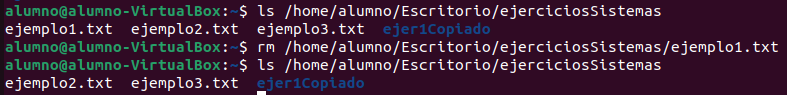 alumno@alumno-VirtualBox:~$ ls /home/alumno/Escritorio/ejerciciosSistemas
ejemplo1.txt  ejemplo2.txt  ejemplo3.txt  ejer1Copiado
alumno@alumno-VirtualBox:~$ rm /home/alumno/Escritorio/ejerciciosSistemas/ejemplo1.txt
alumno@alumno-VirtualBox:~$ ls /home/alumno/Escritorio/ejerciciosSistemas
ejemplo2.txt  ejemplo3.txt  ejer1Copiado